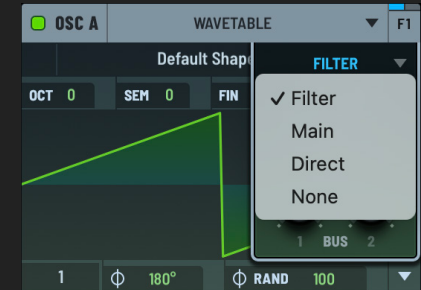 OSC A WAVETABLE F1
Default Shape FILTER
OCT 0 SEM 0 FIN
✓ Filter
Main
Direct
None
1 BUS 2
1 180° RAND 100